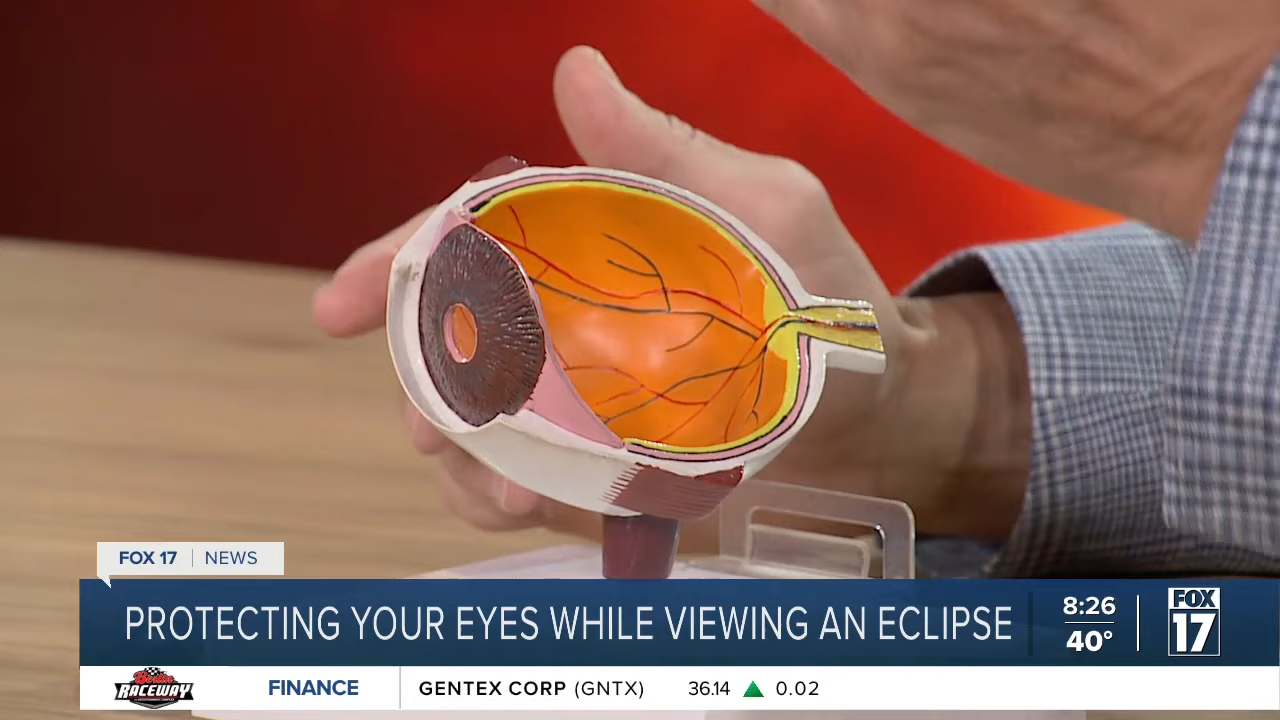 FOX 17 | NEWS
PROTECTING YOUR EYES WHILE VIEWING AN ECLIPSE
8:26
40°
FOX
17
Berlin
RACEWAY
FINANCE
GENTEX CORP (GNTX) 36.14 ▲ 0.02